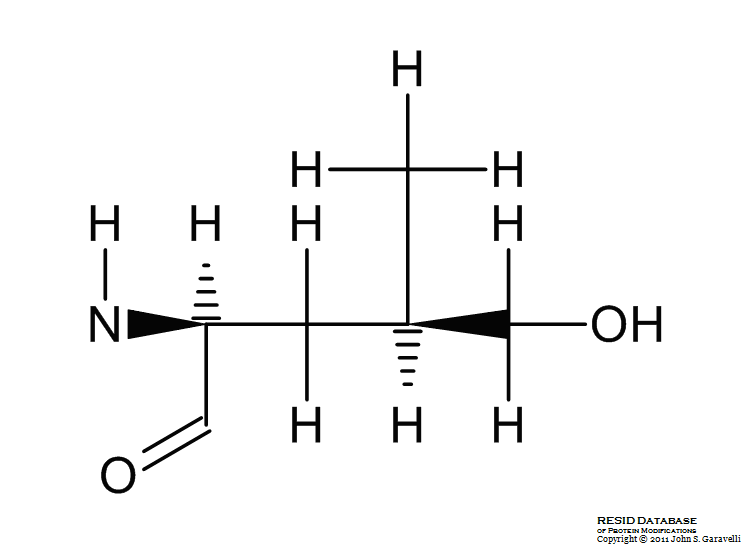 H
H H
H H H H
N OH
H H H
O
RESID DATABASE
OF PROTEIN MODIFICATIONS
Copyright © 2011 John S. Garavelli